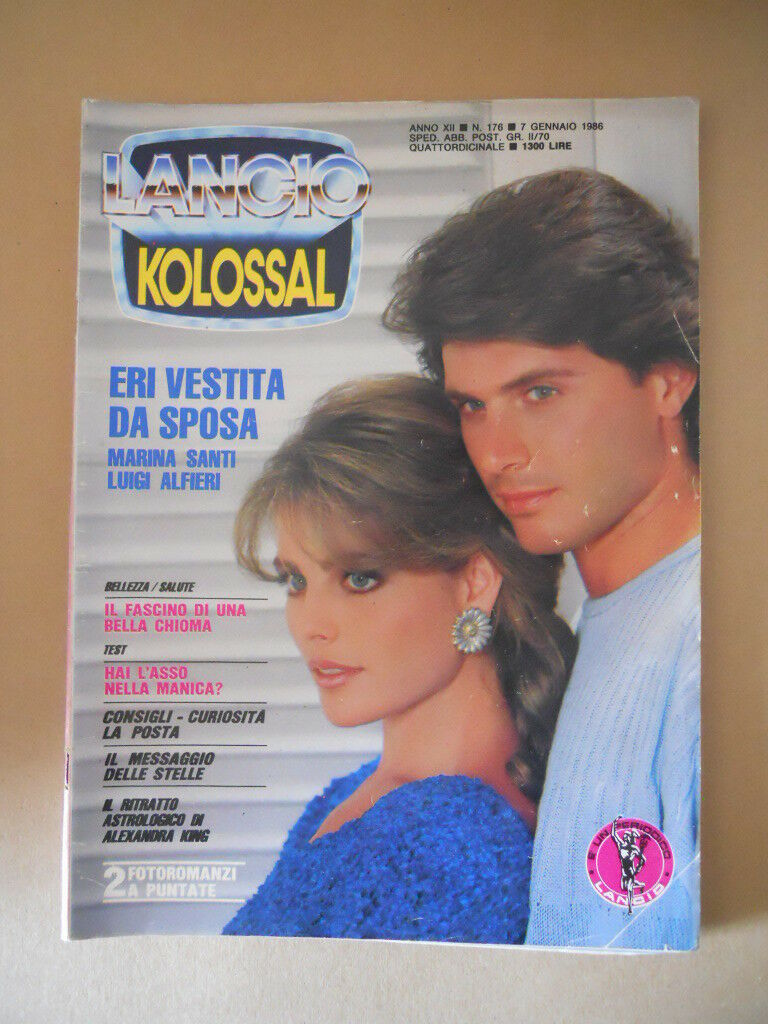 ANNO XII ■ N. 176 ■ 7 GENNAIO 1986
SPED. ABB. POST. GR. II/70
QUATTORDICINALE ■ 1300 LIRE
LANCIO
KOLOSSAL
ERI VESTITA
DA SPOSA
MARINA SANTI
LUIGI ALFIERI
BELLEZZA / SALUTE
IL FASCINO DI UNA
BELLA CHIOMA
TEST
HAI L'ASSO
NELLA MANICA?
CONSIGLI - CURIOSITÀ
LA POSTA
IL MESSAGGIO
DELLE STELLE
IL RITRATTO
ASTROLOGICO DI
ALEXANDRA KING
2 FOTOROMANZI
A PUNTATE
È UN PERIODICO
LANCIO